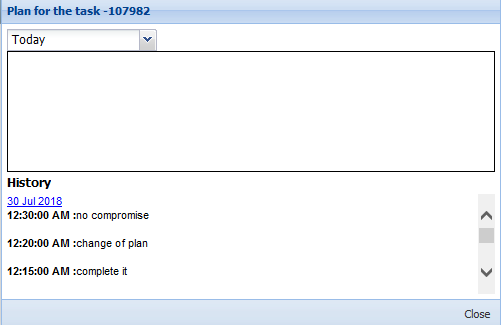 Plan for the task -107982
Today
History
30 Jul 2018
12:30:00 AM :no compromise
12:20:00 AM :change of plan
12:15:00 AM :complete it
Close